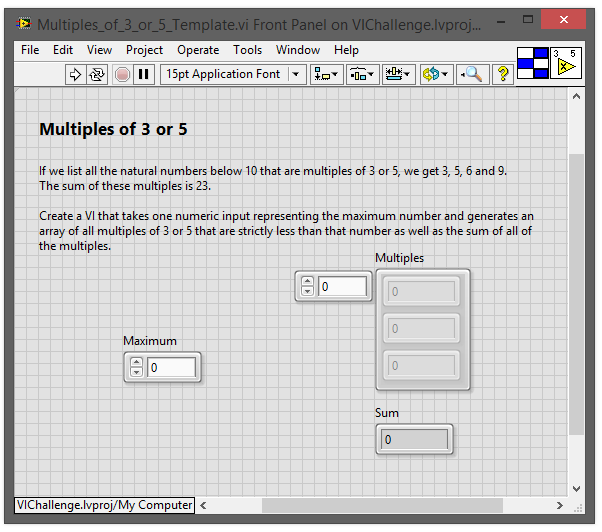 Multiples_of_3_or_5_Template.vi Front Panel on VIChallenge.lvproj...
File Edit View Project Operate Tools Window Help
15pt Application Font
3 5
Multiples of 3 or 5
If we list all the natural numbers below 10 that are multiples of 3 or 5, we get 3, 5, 6 and 9.
The sum of these multiples is 23.
Create a VI that takes one numeric input representing the maximum number and generates an
array of all multiples of 3 or 5 that are strictly less than that number as well as the sum of all of
the multiples.
Multiples
0
0
0
0
Maximum
0
Sum
0
VIChallenge.lvproj/My Computer